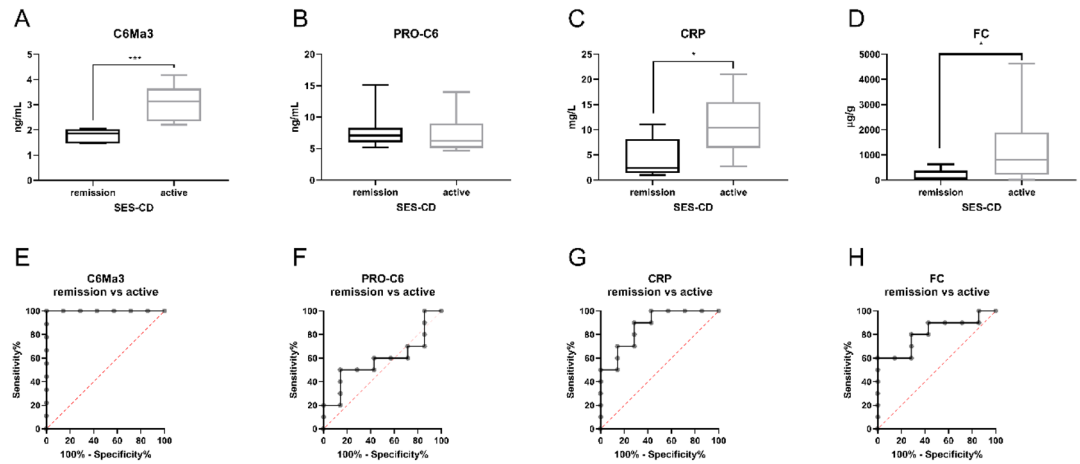 A
C6Ma3
ng/mL
5
4
3
2
1
0
***
remission
active
SES-CD
B
PRO-C6
ng/mL
20
15
10
5
0
remission
active
SES-CD
C
CRP
mg/L
25
20
15
10
5
0
*
remission
active
SES-CD
D
FC
µg/g
5000
4000
3000
2000
1000
0
*
remission
active
SES-CD
E
C6Ma3
remission vs active
Sensitivity%
100
80
60
40
20
0
0 20 40 60 80 100
100% - Specificity%
F
PRO-C6
remission vs active
Sensitivity%
100
80
60
40
20
0
0 20 40 60 80 100
100% - Specificity%
G
CRP
remission vs active
Sensitivity%
100
80
60
40
20
0
0 20 40 60 80 100
100% - Specificity%
H
FC
remission vs active
Sensitivity%
100
80
60
40
20
0
0 20 40 60 80 100
100% - Specificity%